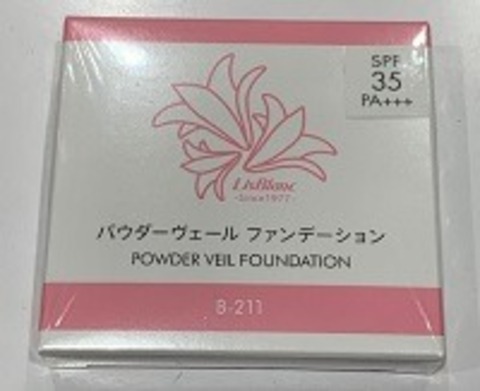 SPF
35
PA+++
LisBlanc
-Since1977-
パウダーヴェール ファンデーション
POWDER VEIL FOUNDATION
B-211